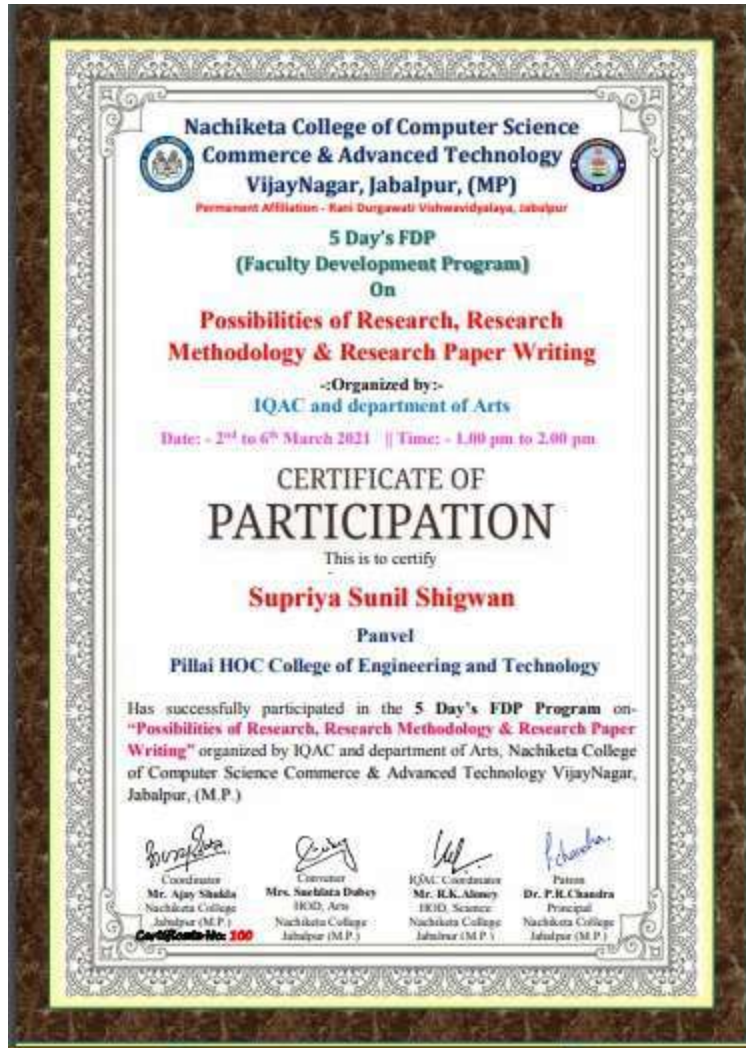 Nachiketa College of Computer Science
Commerce & Advanced Technology
VijayNagar, Jabalpur, (MP)
Permanent Affiliation - Rani Durgawati Vishwavidyalaya, Jabalpur
5 Day's FDP
(Faculty Development Program)
On
Possibilities of Research, Research
Methodology & Research Paper Writing
-:Organized by:-
IQAC and department of Arts
Date: - 2nd to 6th March 2021 || Time: - 1.00 pm to 2.00 pm
CERTIFICATE OF
PARTICIPATION
This is to certify
Supriya Sunil Shigwan
Panvel
Pillai HOC College of Engineering and Technology
Has successfully participated in the 5 Day's FDP Program on-
"Possibilities of Research, Research Methodology & Research Paper
Writing" organized by IQAC and department of Arts, Nachiketa College
of Computer Science Commerce & Advanced Technology VijayNagar,
Jabalpur, (M.P.)
Coordinator
Mr. Ajay Shukla
Nachiketa College
Jabalpur (M.P.)
Certificate No: 100
Convener
Mrs. Suchlata Dubey
HOD, Arts
Nachiketa College
Jabalpur (M.P.)
IQAC Coordinator
Mr. R.K.
HOD, Science
Nachiketa College
Jabalpur (M.P.)
Patron
Dr. P.R.Chandra
Principal
Nachiketa College
Jabalpur (M.P.)